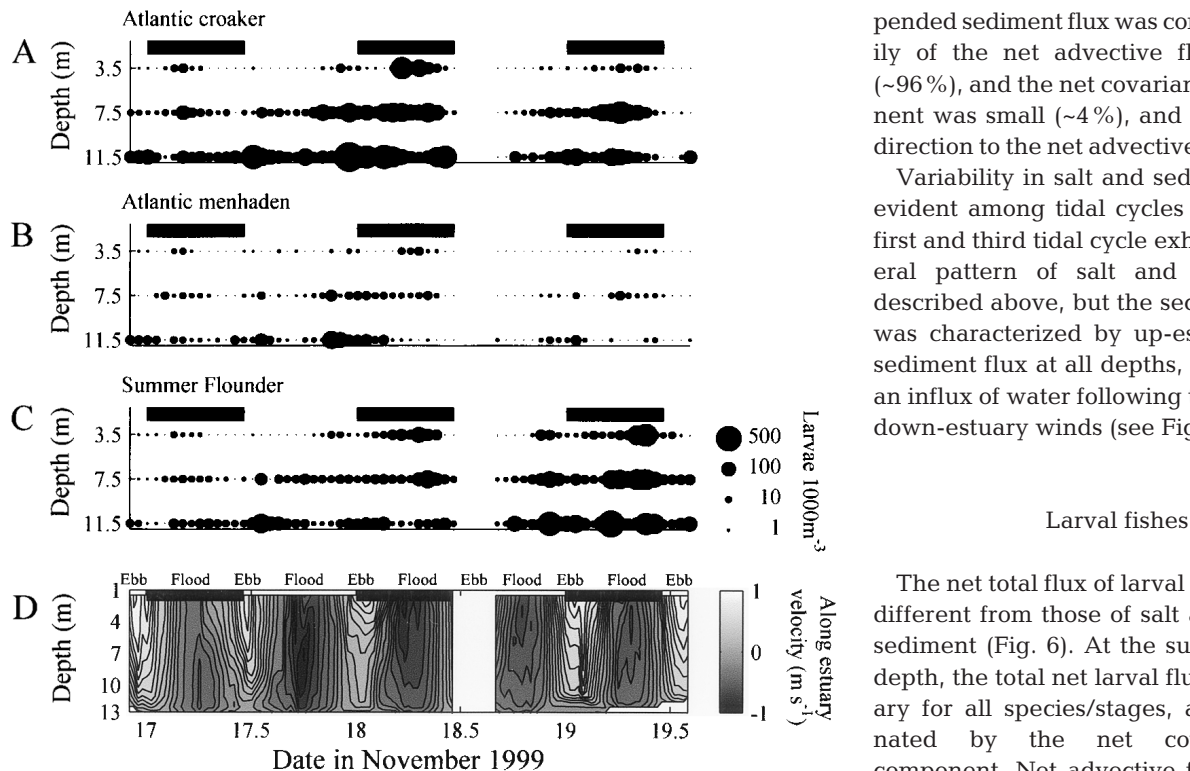 Atlantic croaker
A
Depth (m)
3.5
7.5
11.5
Atlantic menhaden
B
Depth (m)
3.5
7.5
11.5
Summer Flounder
C
Depth (m)
3.5
7.5
11.5
500
100
10
1
Larvae 1000m-3
Ebb Flood Ebb Flood Ebb Flood Ebb Flood Ebb Flood Ebb
D
Depth (m)
1
4
7
10
13
1
0
-1
Along estuary
velocity (m s-1)
17 17.5 18 18.5 19 19.5
Date in November 1999
pended sediment flux was con
ily of the net advective fl
(~96 %), and the net covarian
nent was small (~4 %), and
direction to the net advective
Variability in salt and sed
evident among tidal cycles
first and third tidal cycle exh
eral pattern of salt and
described above, but the sec
was characterized by up-es
sediment flux at all depths,
an influx of water following
down-estuary winds (see Fig
Larval fishes
The net total flux of larval
different from those of salt a
sediment (Fig. 6). At the su
depth, the total net larval flu
ary for all species/stages, a
nated by the net co
component. Net advective f